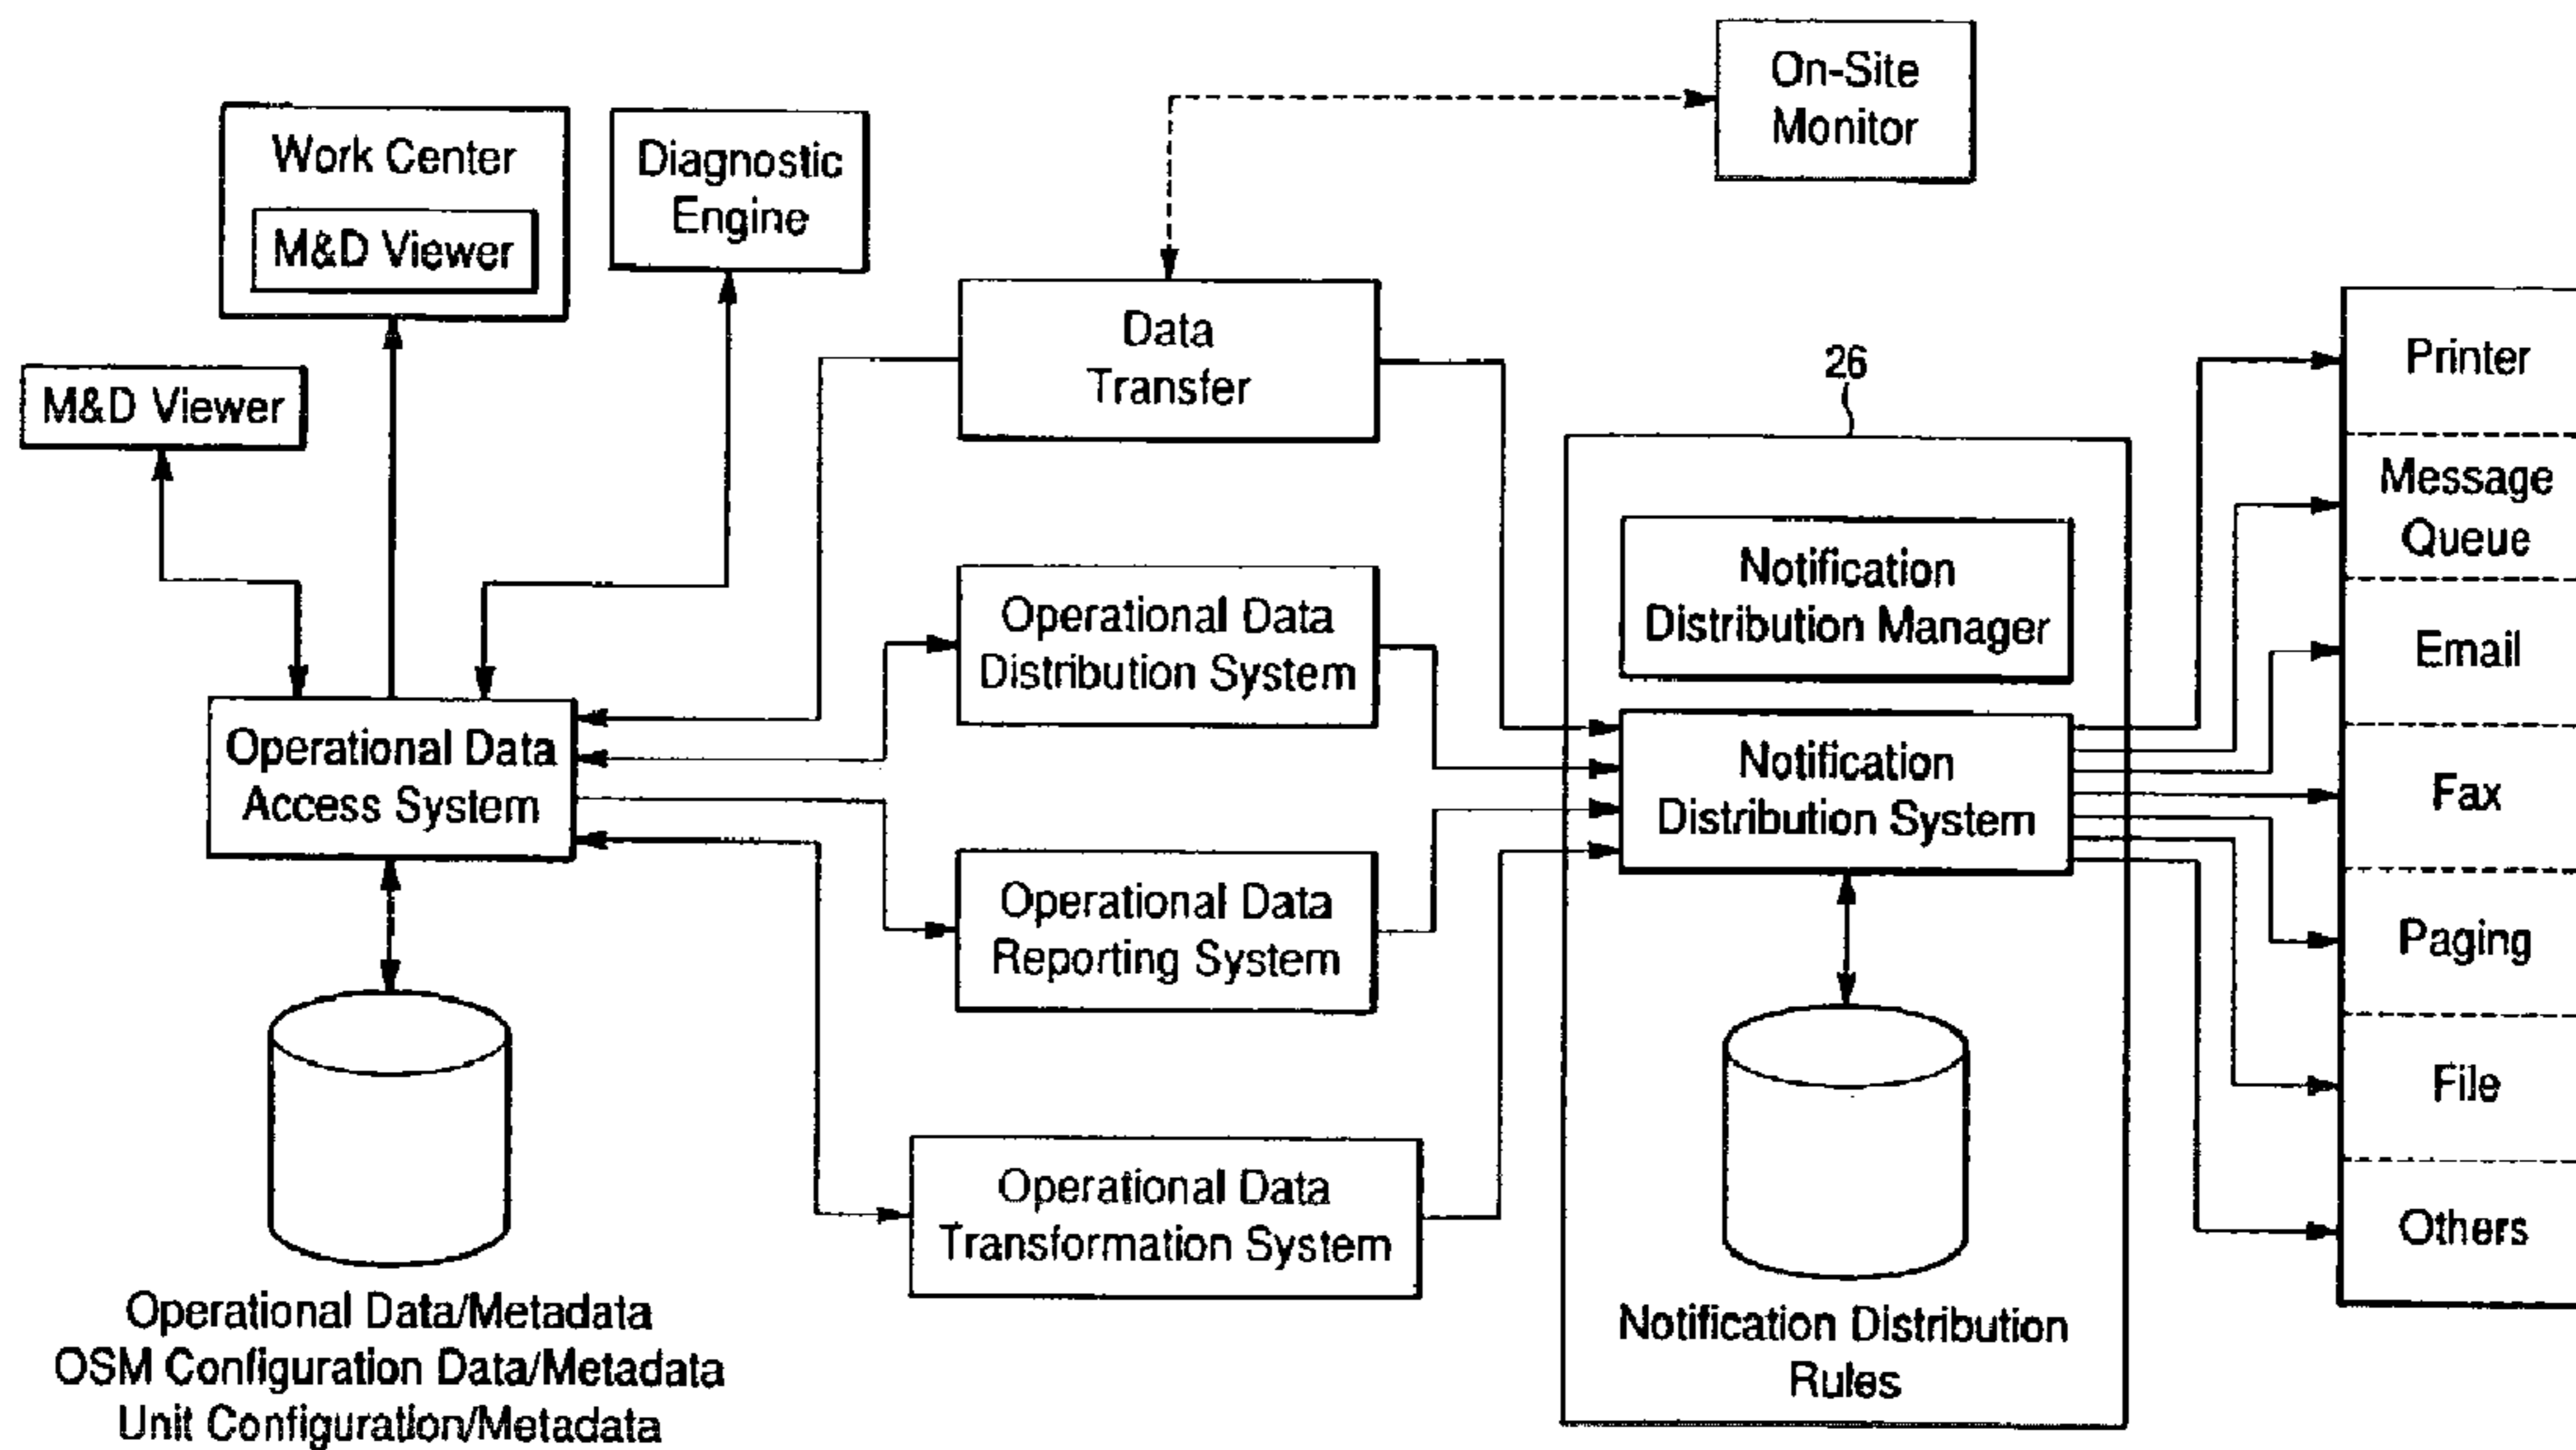 On-Site
Monitor
Work Center
M&D Viewer
Diagnostic
Engine
M&D Viewer
Data
Transfer
26
Printer
Message
Queue
Email
Fax
Paging
File
Others
Notification
Distribution Manager
Operational Data
Distribution System
Operational Data
Access System
Notification
Distribution System
Operational Data
Reporting System
Operational Data
Transformation System
Operational Data/Metadata
OSM Configuration Data/Metadata
Unit Configuration/Metadata
Notification Distribution
Rules